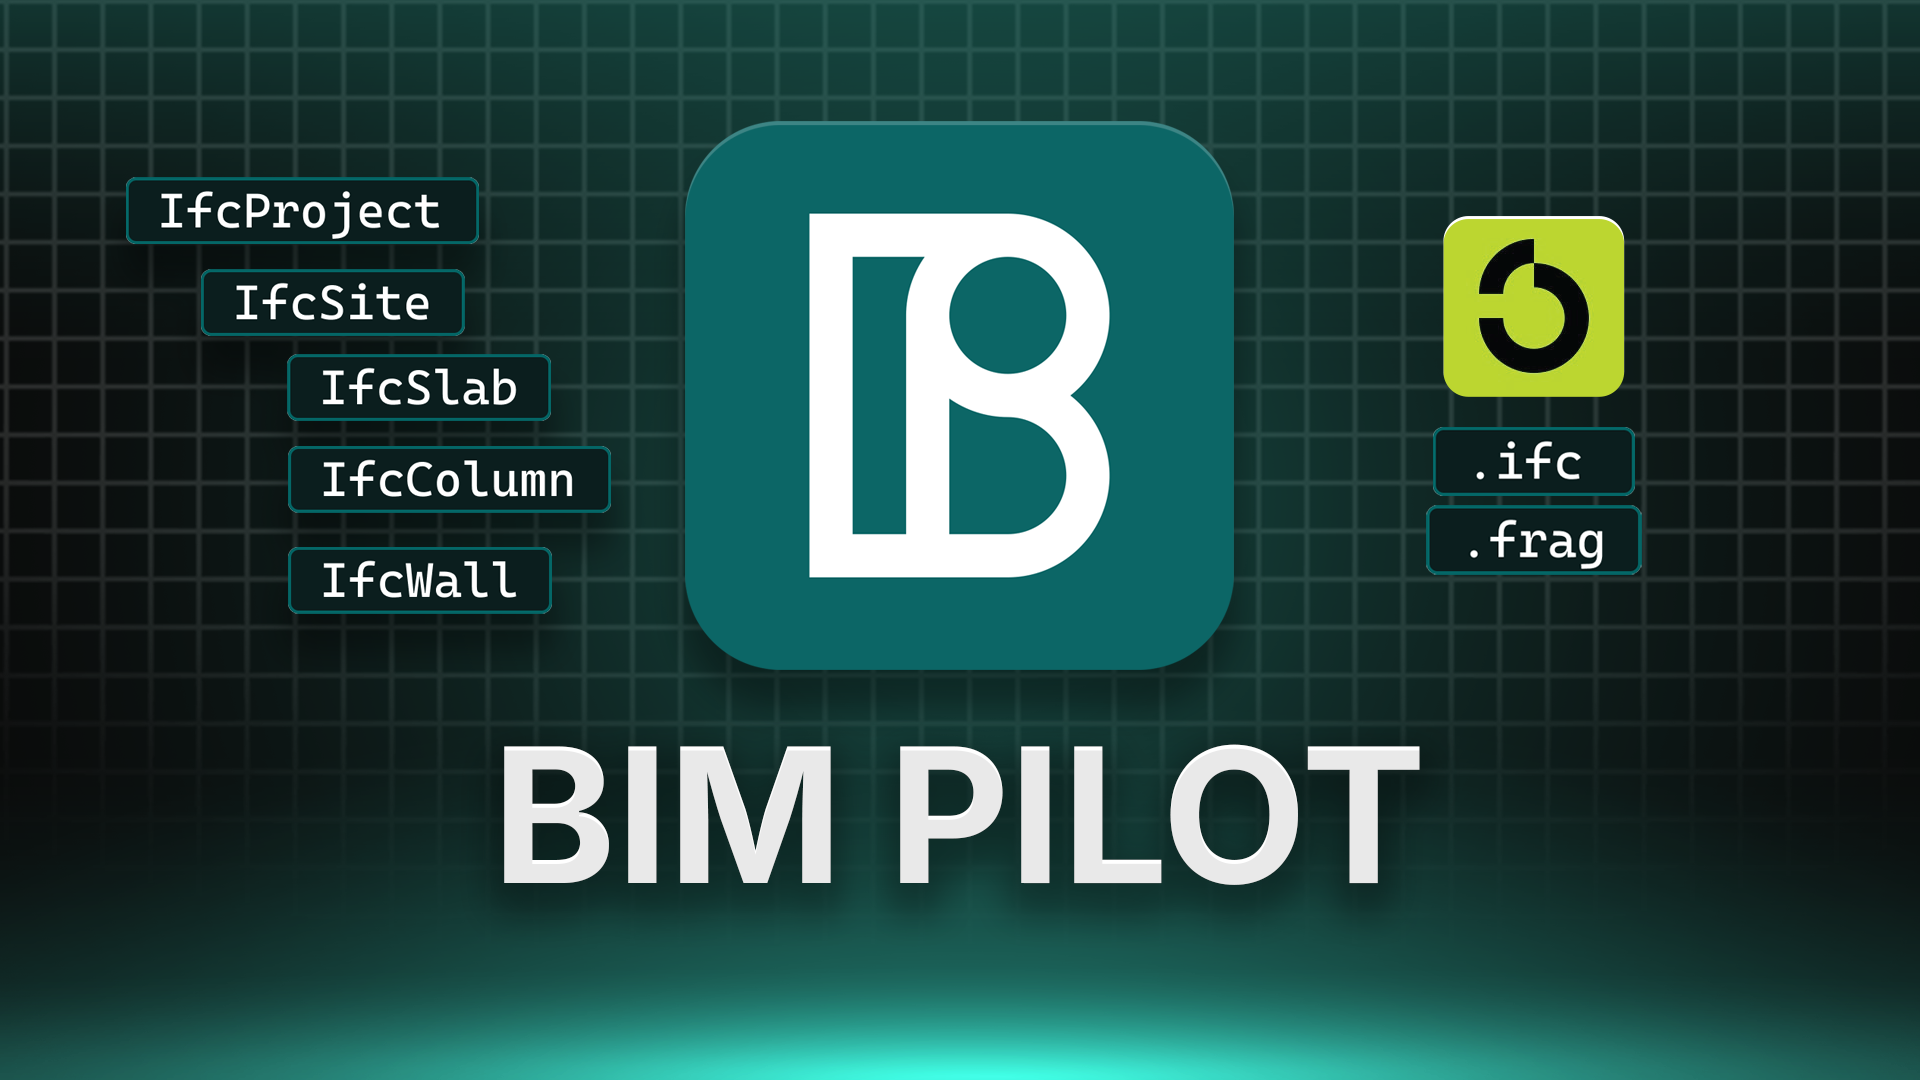 IfcProject
IfcSite
IfcSlab
IfcColumn
IfcWall
B
.ifc
.frag
BIM PILOT